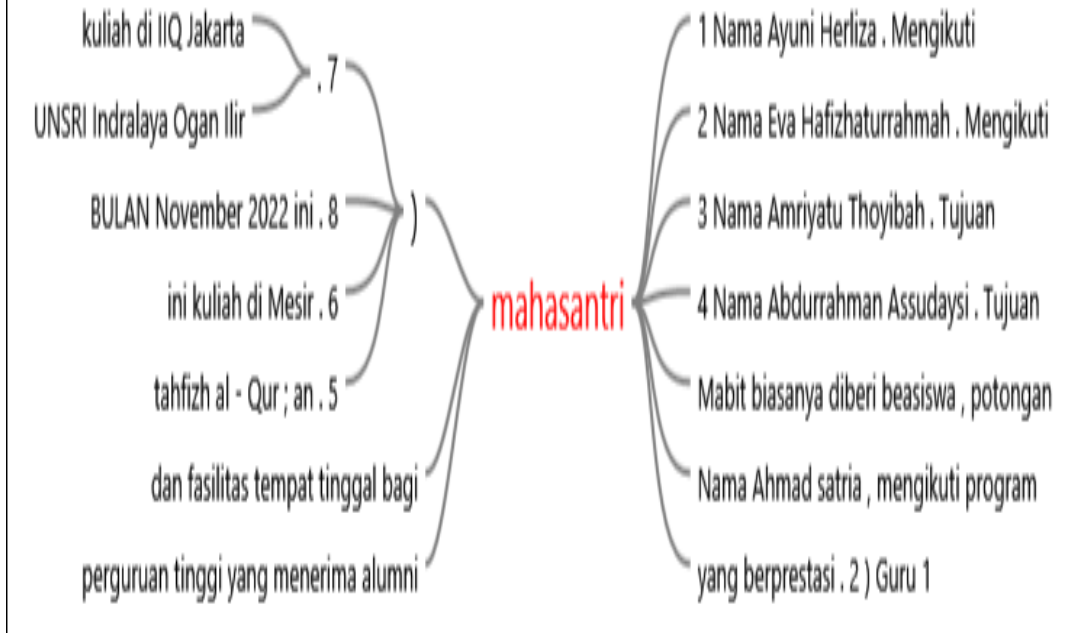 kuliah di IIQ Jakarta
UNSRI Indralaya Ogan Ilir
. 7
BULAN November 2022 ini . 8
ini kuliah di Mesir . 6
tahfizh al - Qur ; an . 5
)
dan fasilitas tempat tinggal bagi
perguruan tinggi yang menerima alumni
mahasantri
1 Nama Ayuni Herliza . Mengikuti
2 Nama Eva Hafizhaturrahmah . Mengikuti
3 Nama Amriyatu Thoyibah . Tujuan
4 Nama Abdurrahman Assudaysi . Tujuan
Mabit biasanya diberi beasiswa , potongan
Nama Ahmad satria , mengikuti program
yang berprestasi . 2 ) Guru 1